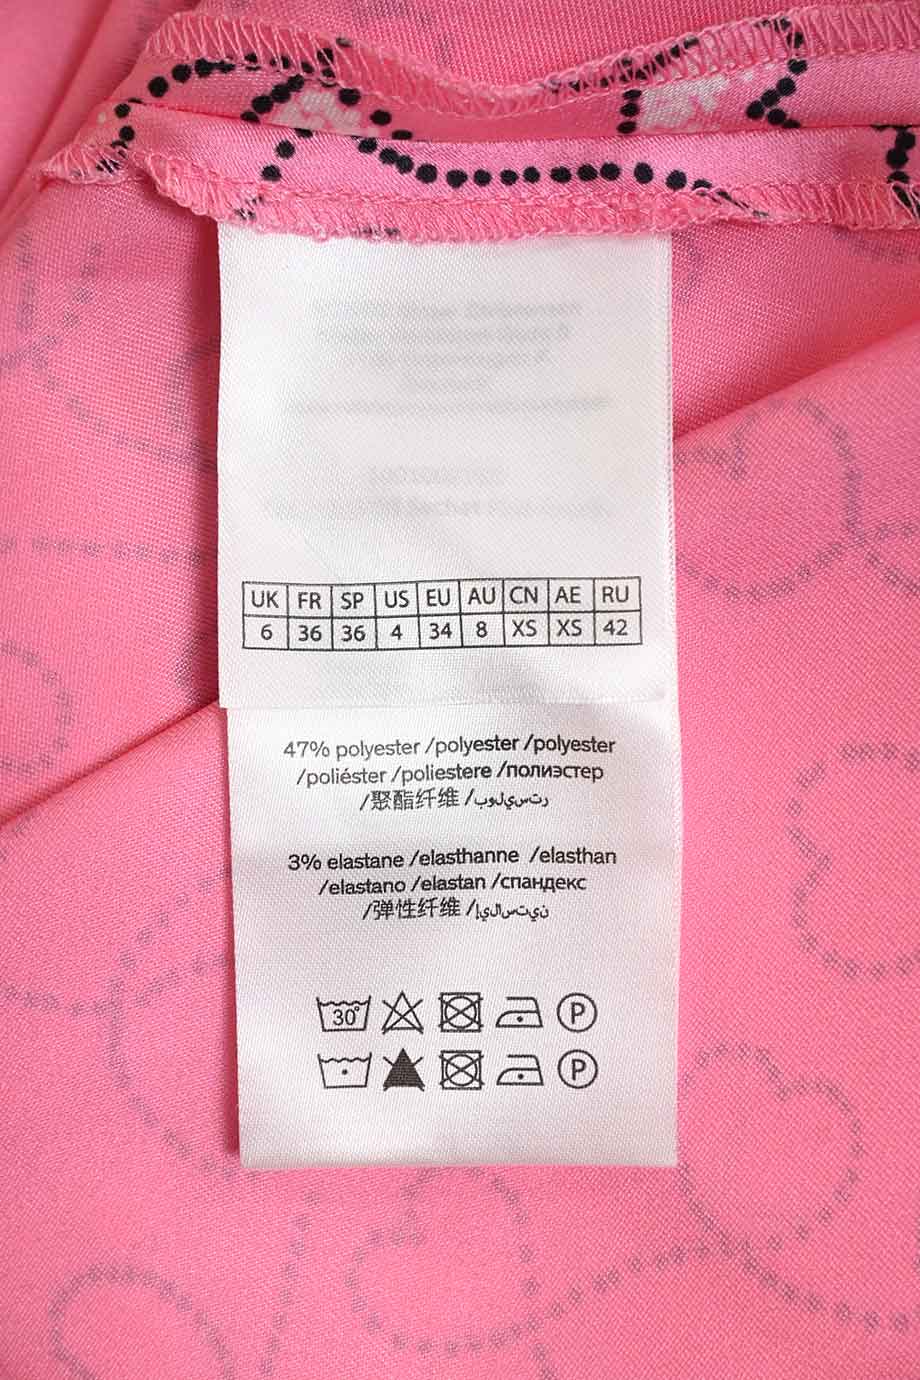 UK FR SP US EU AU CN AE RU
6 36 36 4 34 8 XS XS 42
47% polyester /polyester /polyester
/poliéster /poliestere /полиэстер
/聚酯纤维 /بوليستر
3% elastane /elasthanne /elasthan
/elastano /elastan /спандекс
/弹性纤维 /إيلاستين
30° P
P